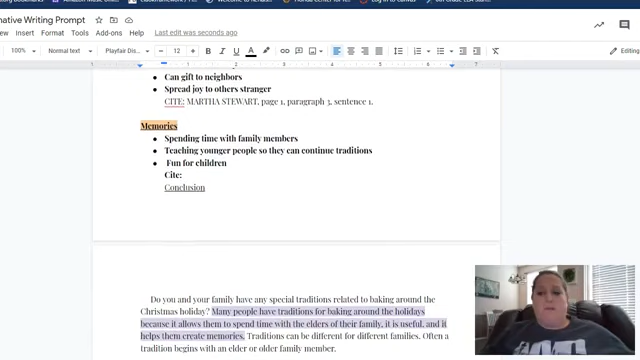 native Writing Prompt
Insert Format Tools Add-ons Help Last edit was seconds ago
100% Normal text Playfair Dis... 12 B I U A Editing
Can gift to neighbors
Spread joy to others stranger
CITE: MARTHA STEWART, page 1, paragraph 3, sentence 1.
Memories
Spending time with family members
Teaching younger people so they can continue traditions
Fun for children
Cite:
Conclusion
Do you and your family have any special traditions related to baking around the
Christmas holiday? Many people have traditions for baking around the holidays
because it allows them to spend time with the elders of their family, it is useful, and it
helps them create memories. Traditions can be different for different families. Often a
tradition begins with an elder or older family member.